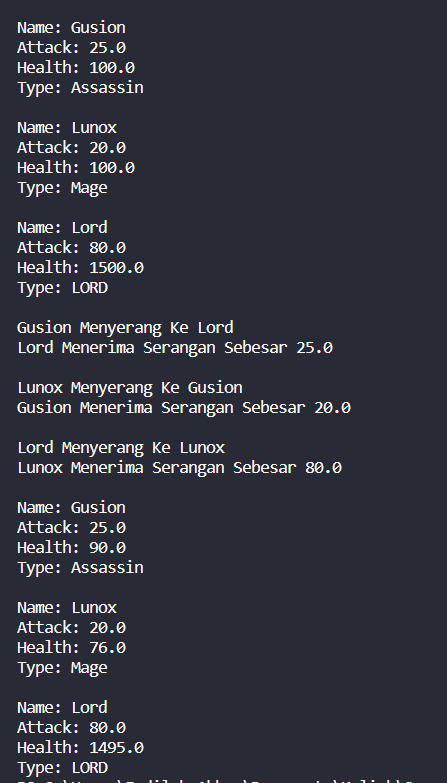 Name: Gusion
Attack: 25.0
Health: 100.0
Type: Assassin
Name: Lunox
Attack: 20.0
Health: 100.0
Type: Mage
Name: Lord
Attack: 80.0
Health: 1500.0
Type: LORD
Gusion Menyerang Ke Lord
Lord Menerima Serangan Sebesar 25.0
Lunox Menyerang Ke Gusion
Gusion Menerima Serangan Sebesar 20.0
Lord Menyerang Ke Lunox
Lunox Menerima Serangan Sebesar 80.0
Name: Gusion
Attack: 25.0
Health: 90.0
Type: Assassin
Name: Lunox
Attack: 20.0
Health: 76.0
Type: Mage
Name: Lord
Attack: 80.0
Health: 1495.0
Type: LORD